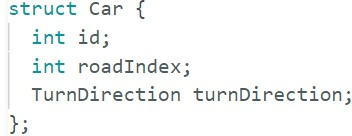 struct Car {
  int id;
  int roadIndex;
  TurnDirection turnDirection;
};